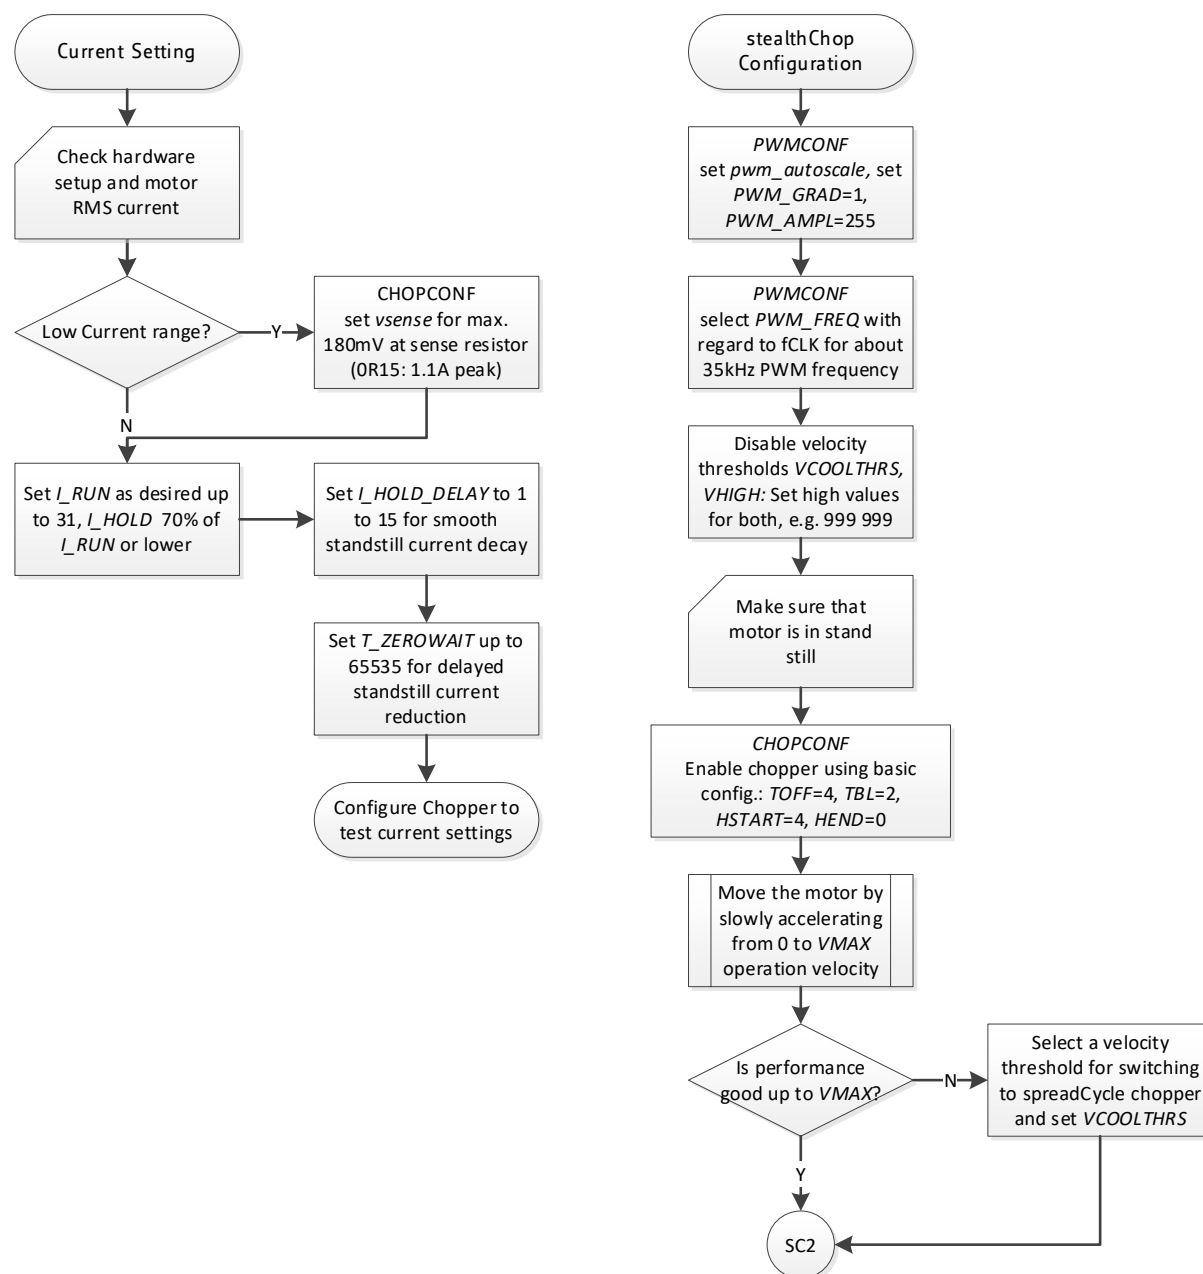 Current Setting
Check hardware
setup and motor
RMS current
Low Current range?
Y
N
CHOPCONF
set vsense for max.
180mV at sense resistor
(0R15: 1.1A peak)
Set I_RUN as desired up
to 31, I_HOLD 70% of
I_RUN or lower
Set I_HOLD_DELAY to 1
to 15 for smooth
standstill current decay
Set T_ZEROWAIT up to
65535 for delayed
standstill current
reduction
Configure Chopper to
test current settings
stealthChop
Configuration
PWMCONF
set pwm_autoscale, set
PWM_GRAD=1,
PWM_AMPL=255
PWMCONF
select PWM_FREQ with
regard to fCLK for about
35kHz PWM frequency
Disable velocity
thresholds VCOOLTHRS,
VHIGH: Set high values
for both, e.g. 999 999
Make sure that
motor is in stand
still
CHOPCONF
Enable chopper using basic
config.: TOFF=4, TBL=2,
HSTART=4, HEND=0
Move the motor by
slowly accelerating
from 0 to VMAX
operation velocity
Is performance
good up to VMAX?
N
Select a velocity
threshold for switching
to spreadCycle chopper
and set VCOOLTHRS
Y
SC2